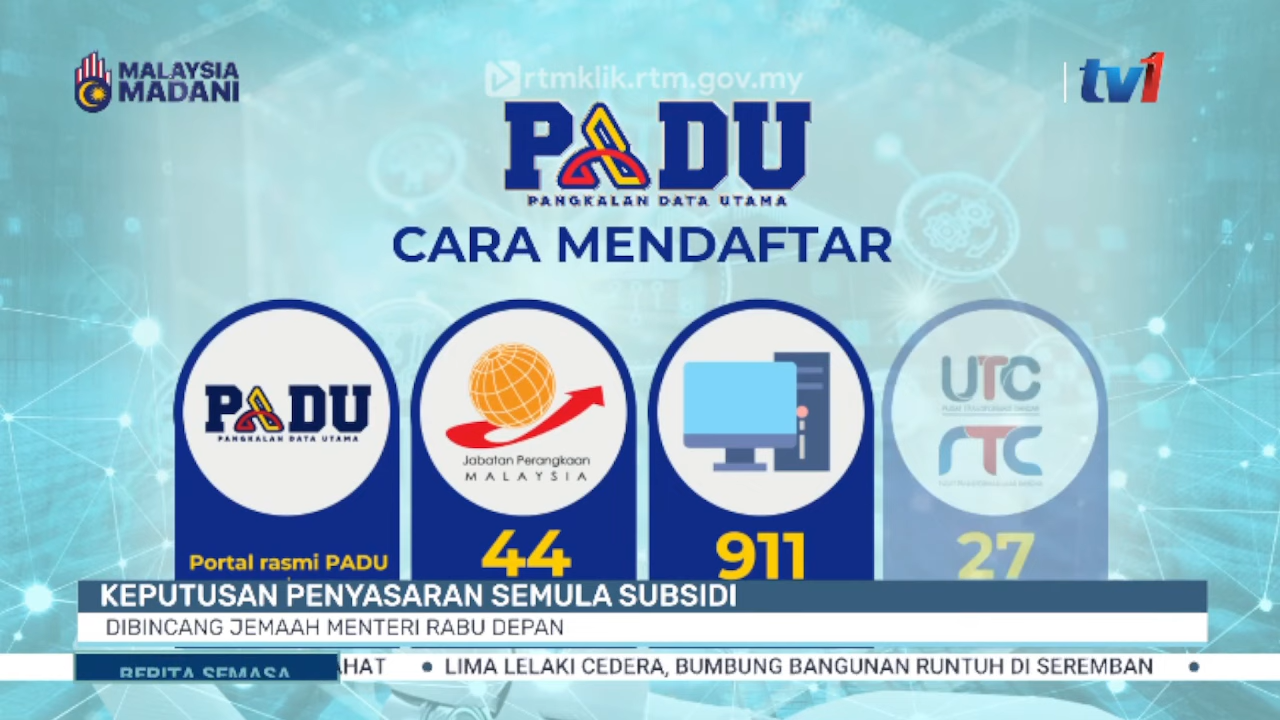 MALAYSIA
MADANI
rtmklik.rtm.gov.my
tv1
PADU
PANGKALAN DATA UTAMA
CARA MENDAFTAR
PADU
PANGKALAN DATA UTAMA
Jabatan Perangkaan
MALAYSIA
UTC
RTC
Portal rasmi PADU
44
911
27
KEPUTUSAN PENYASARAN SEMULA SUBSIDI
DIBINCANG JEMAAH MENTERI RABU DEPAN
BERITA SEMASA
AHAT • LIMA LELAKI CEDERA, BUMBUNG BANGUNAN RUNTUH DI SEREMBAN •